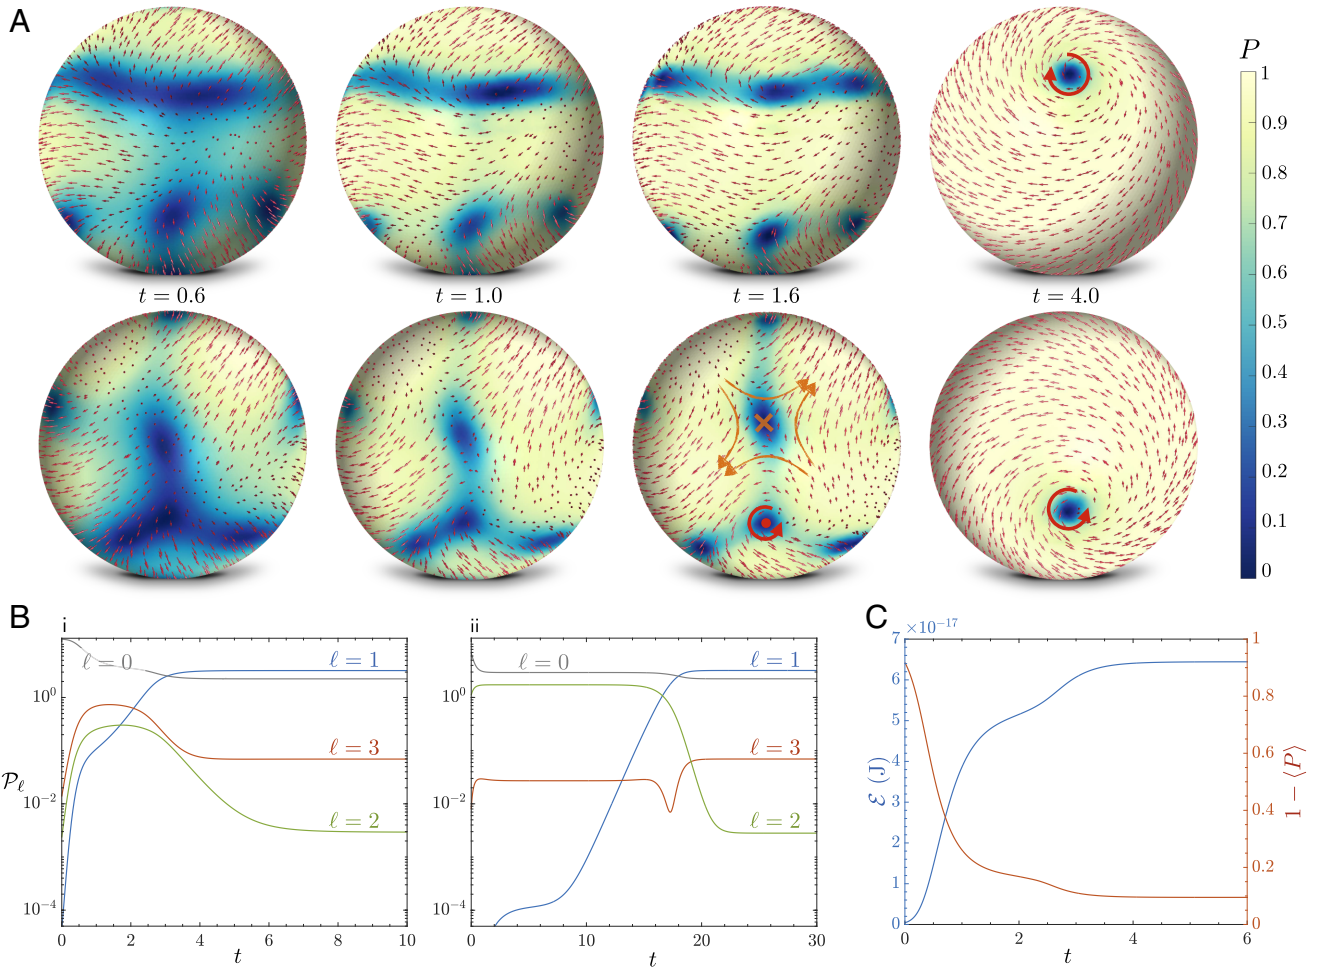 A
P
1
0.9
0.8
0.7
0.6
0.5
0.4
0.3
0.2
0.1
0
t = 0.6
t = 1.0
t = 1.6
t = 4.0
B
i
ℓ = 0
ℓ = 1
ℓ = 3
ℓ = 2
𝒫ℓ
10⁰
10⁻²
10⁻⁴
0 2 4 6 8 10
t
ii
ℓ = 0
ℓ = 1
ℓ = 3
ℓ = 2
10⁰
10⁻²
10⁻⁴
0 10 20 30
t
C
×10⁻¹⁷
7
6
5
4
3
2
1
0
ℰ (J)
1
0.8
0.6
0.4
0.2
0
1 − ⟨P⟩
0 2 4 6
t